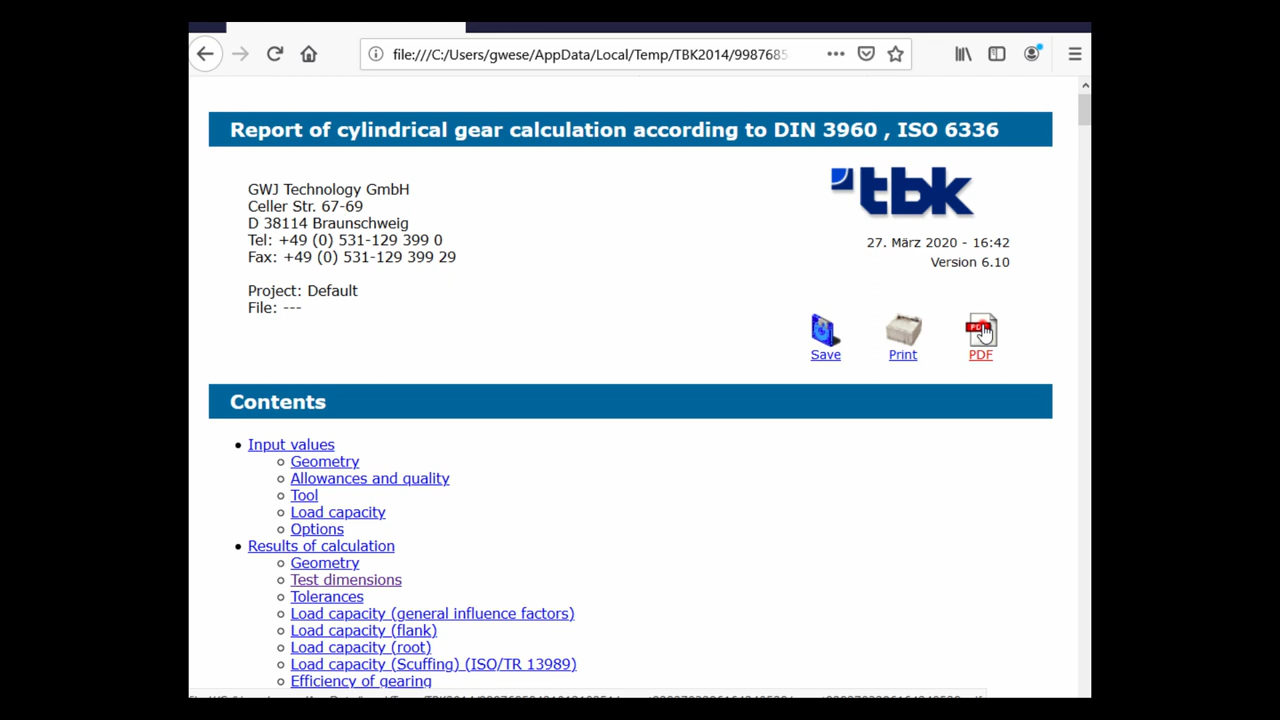 file:///C:/Users/gwese/AppData/Local/Temp/TBK2014/9987685
Report of cylindrical gear calculation according to DIN 3960 , ISO 6336
GWJ Technology GmbH
Celler Str. 67-69
D 38114 Braunschweig
Tel: +49 (0) 531-129 399 0
Fax: +49 (0) 531-129 399 29
Project: Default
File: ---
tbk
27. März 2020 - 16:42
Version 6.10
Save
Print
PDF
Contents
Input values
Geometry
Allowances and quality
Tool
Load capacity
Options
Results of calculation
Geometry
Test dimensions
Tolerances
Load capacity (general influence factors)
Load capacity (flank)
Load capacity (root)
Load capacity (Scuffing) (ISO/TR 13989)
Efficiency of gearing